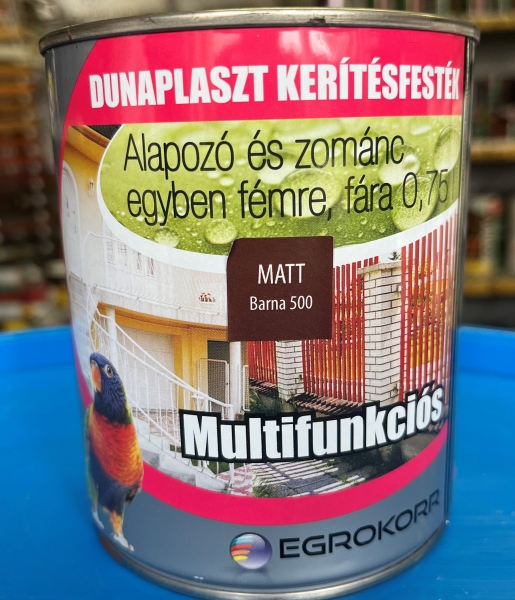 DUNAPLASZT KERÍTÉSFESTÉK
Alapozó és zománc
egyben fémre, fára 0,75 l
MATT
Barna 500
Multifunkciós
EGROKORR